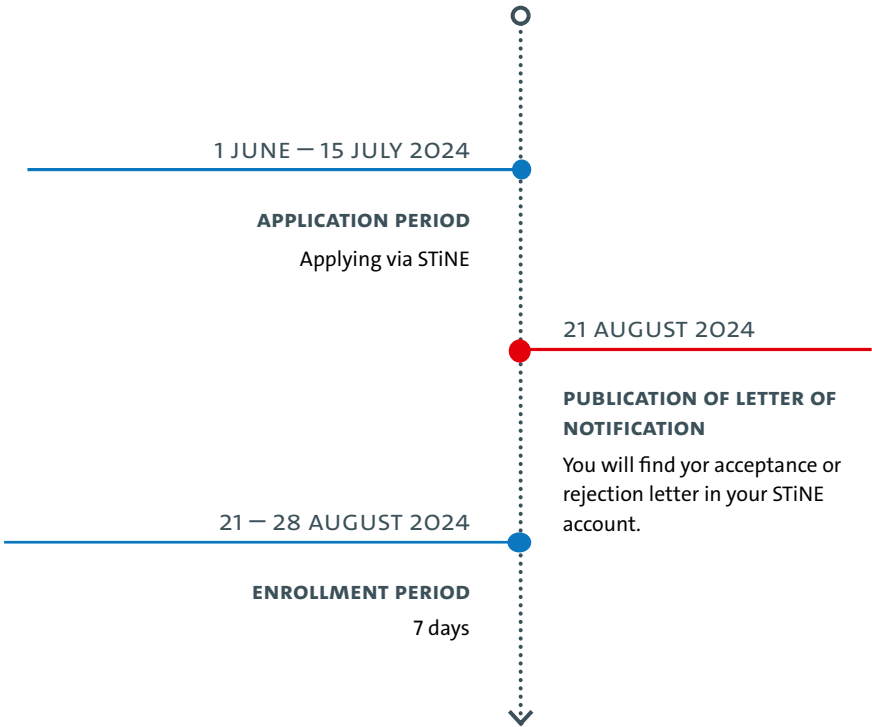 1 JUNE – 15 JULY 2024
APPLICATION PERIOD
Applying via STiNE
21 AUGUST 2024
PUBLICATION OF LETTER OF
NOTIFICATION
You will find yor acceptance or
rejection letter in your STiNE
account.
21 – 28 AUGUST 2024
ENROLLMENT PERIOD
7 days